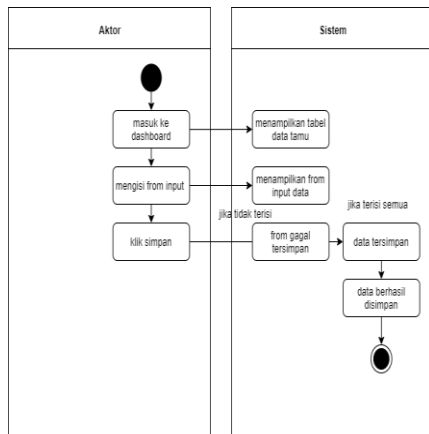 Aktor
Sistem
masuk ke
dashboard
menampilkan tabel
data tamu
mengisi from input
menampilkan from
input data
jika tidak terisi
jika terisi semua
klik simpan
from gagal
tersimpan
data tersimpan
data berhasil
disimpan